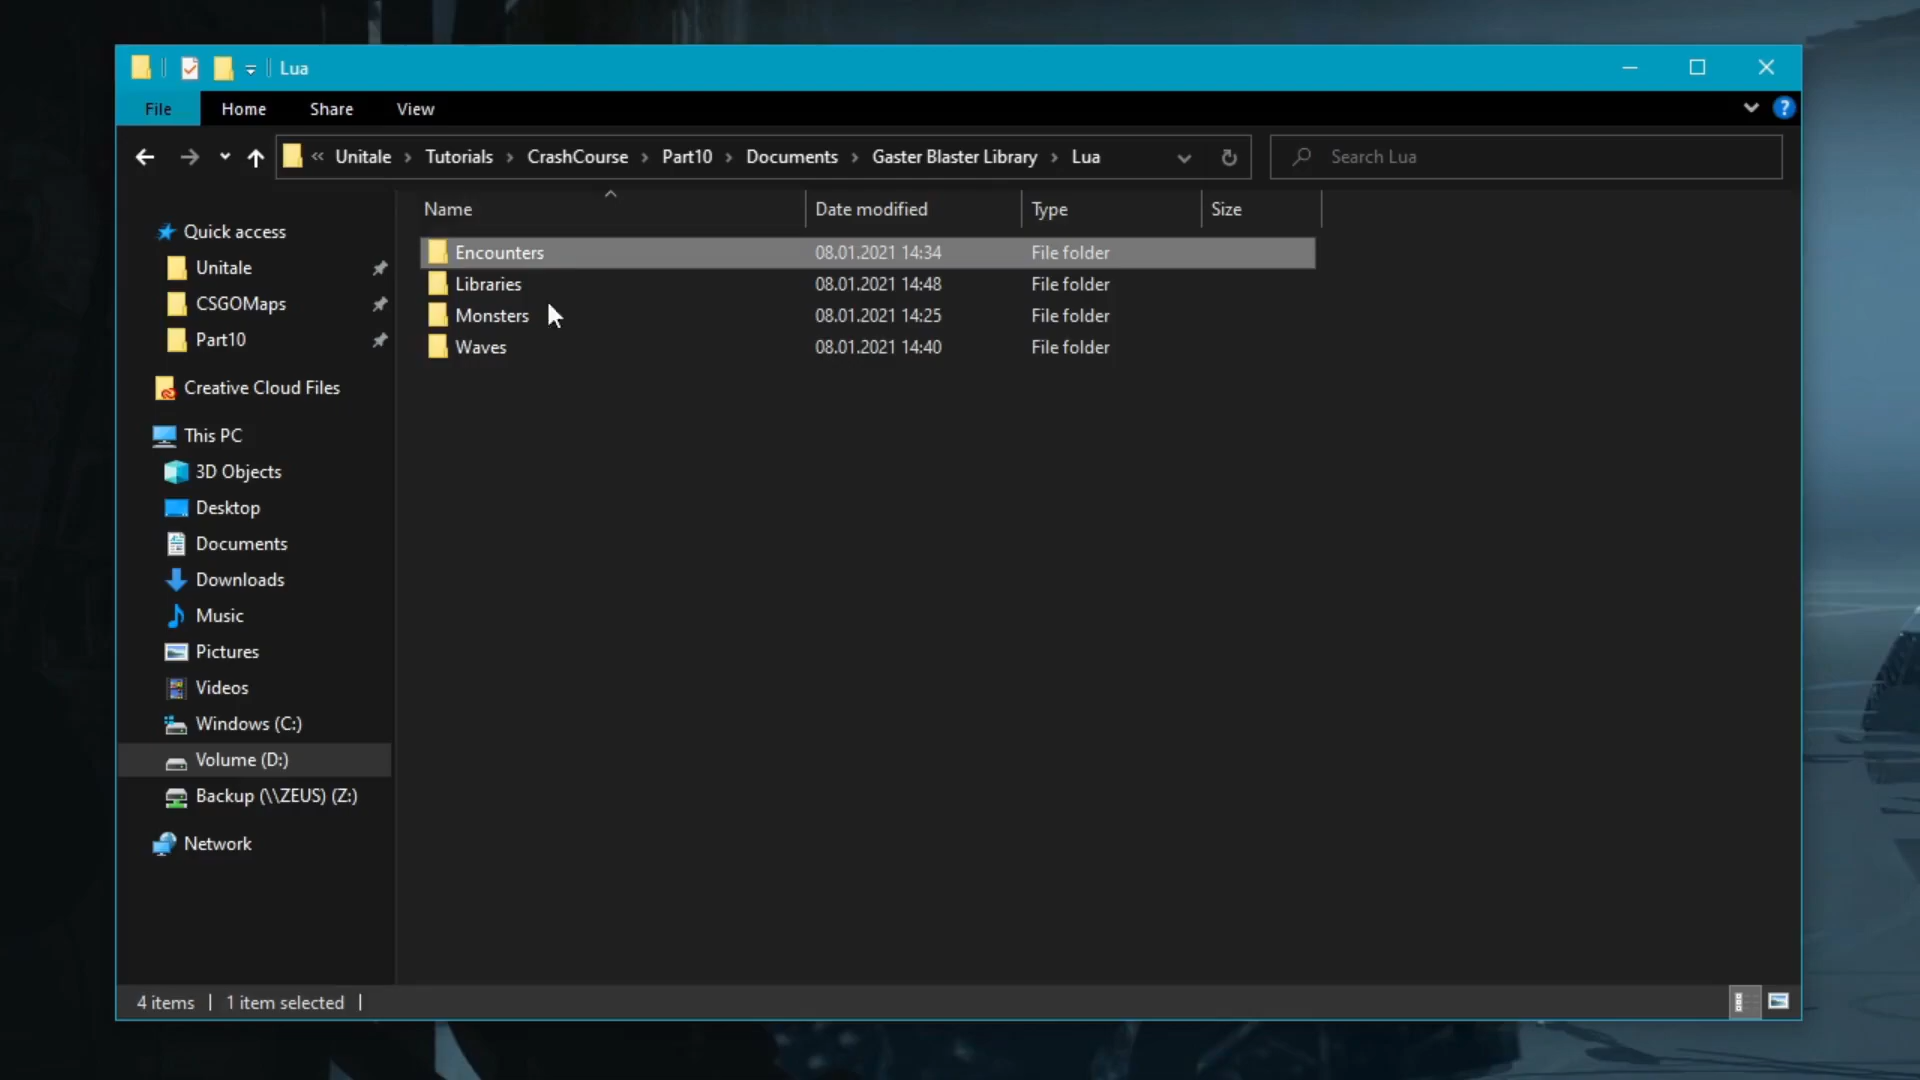 Lua
File Home Share View
« Unitale › Tutorials › CrashCourse › Part10 › Documents › Gaster Blaster Library › Lua
Search Lua
Name Date modified Type Size
Encounters 08.01.2021 14:34 File folder
Libraries 08.01.2021 14:48 File folder
Monsters 08.01.2021 14:25 File folder
Waves 08.01.2021 14:40 File folder
Quick access
Unitale
CSGOMaps
Part10
Creative Cloud Files
This PC
3D Objects
Desktop
Documents
Downloads
Music
Pictures
Videos
Windows (C:)
Volume (D:)
Backup (\\ZEUS) (Z:)
Network
4 items 1 item selected